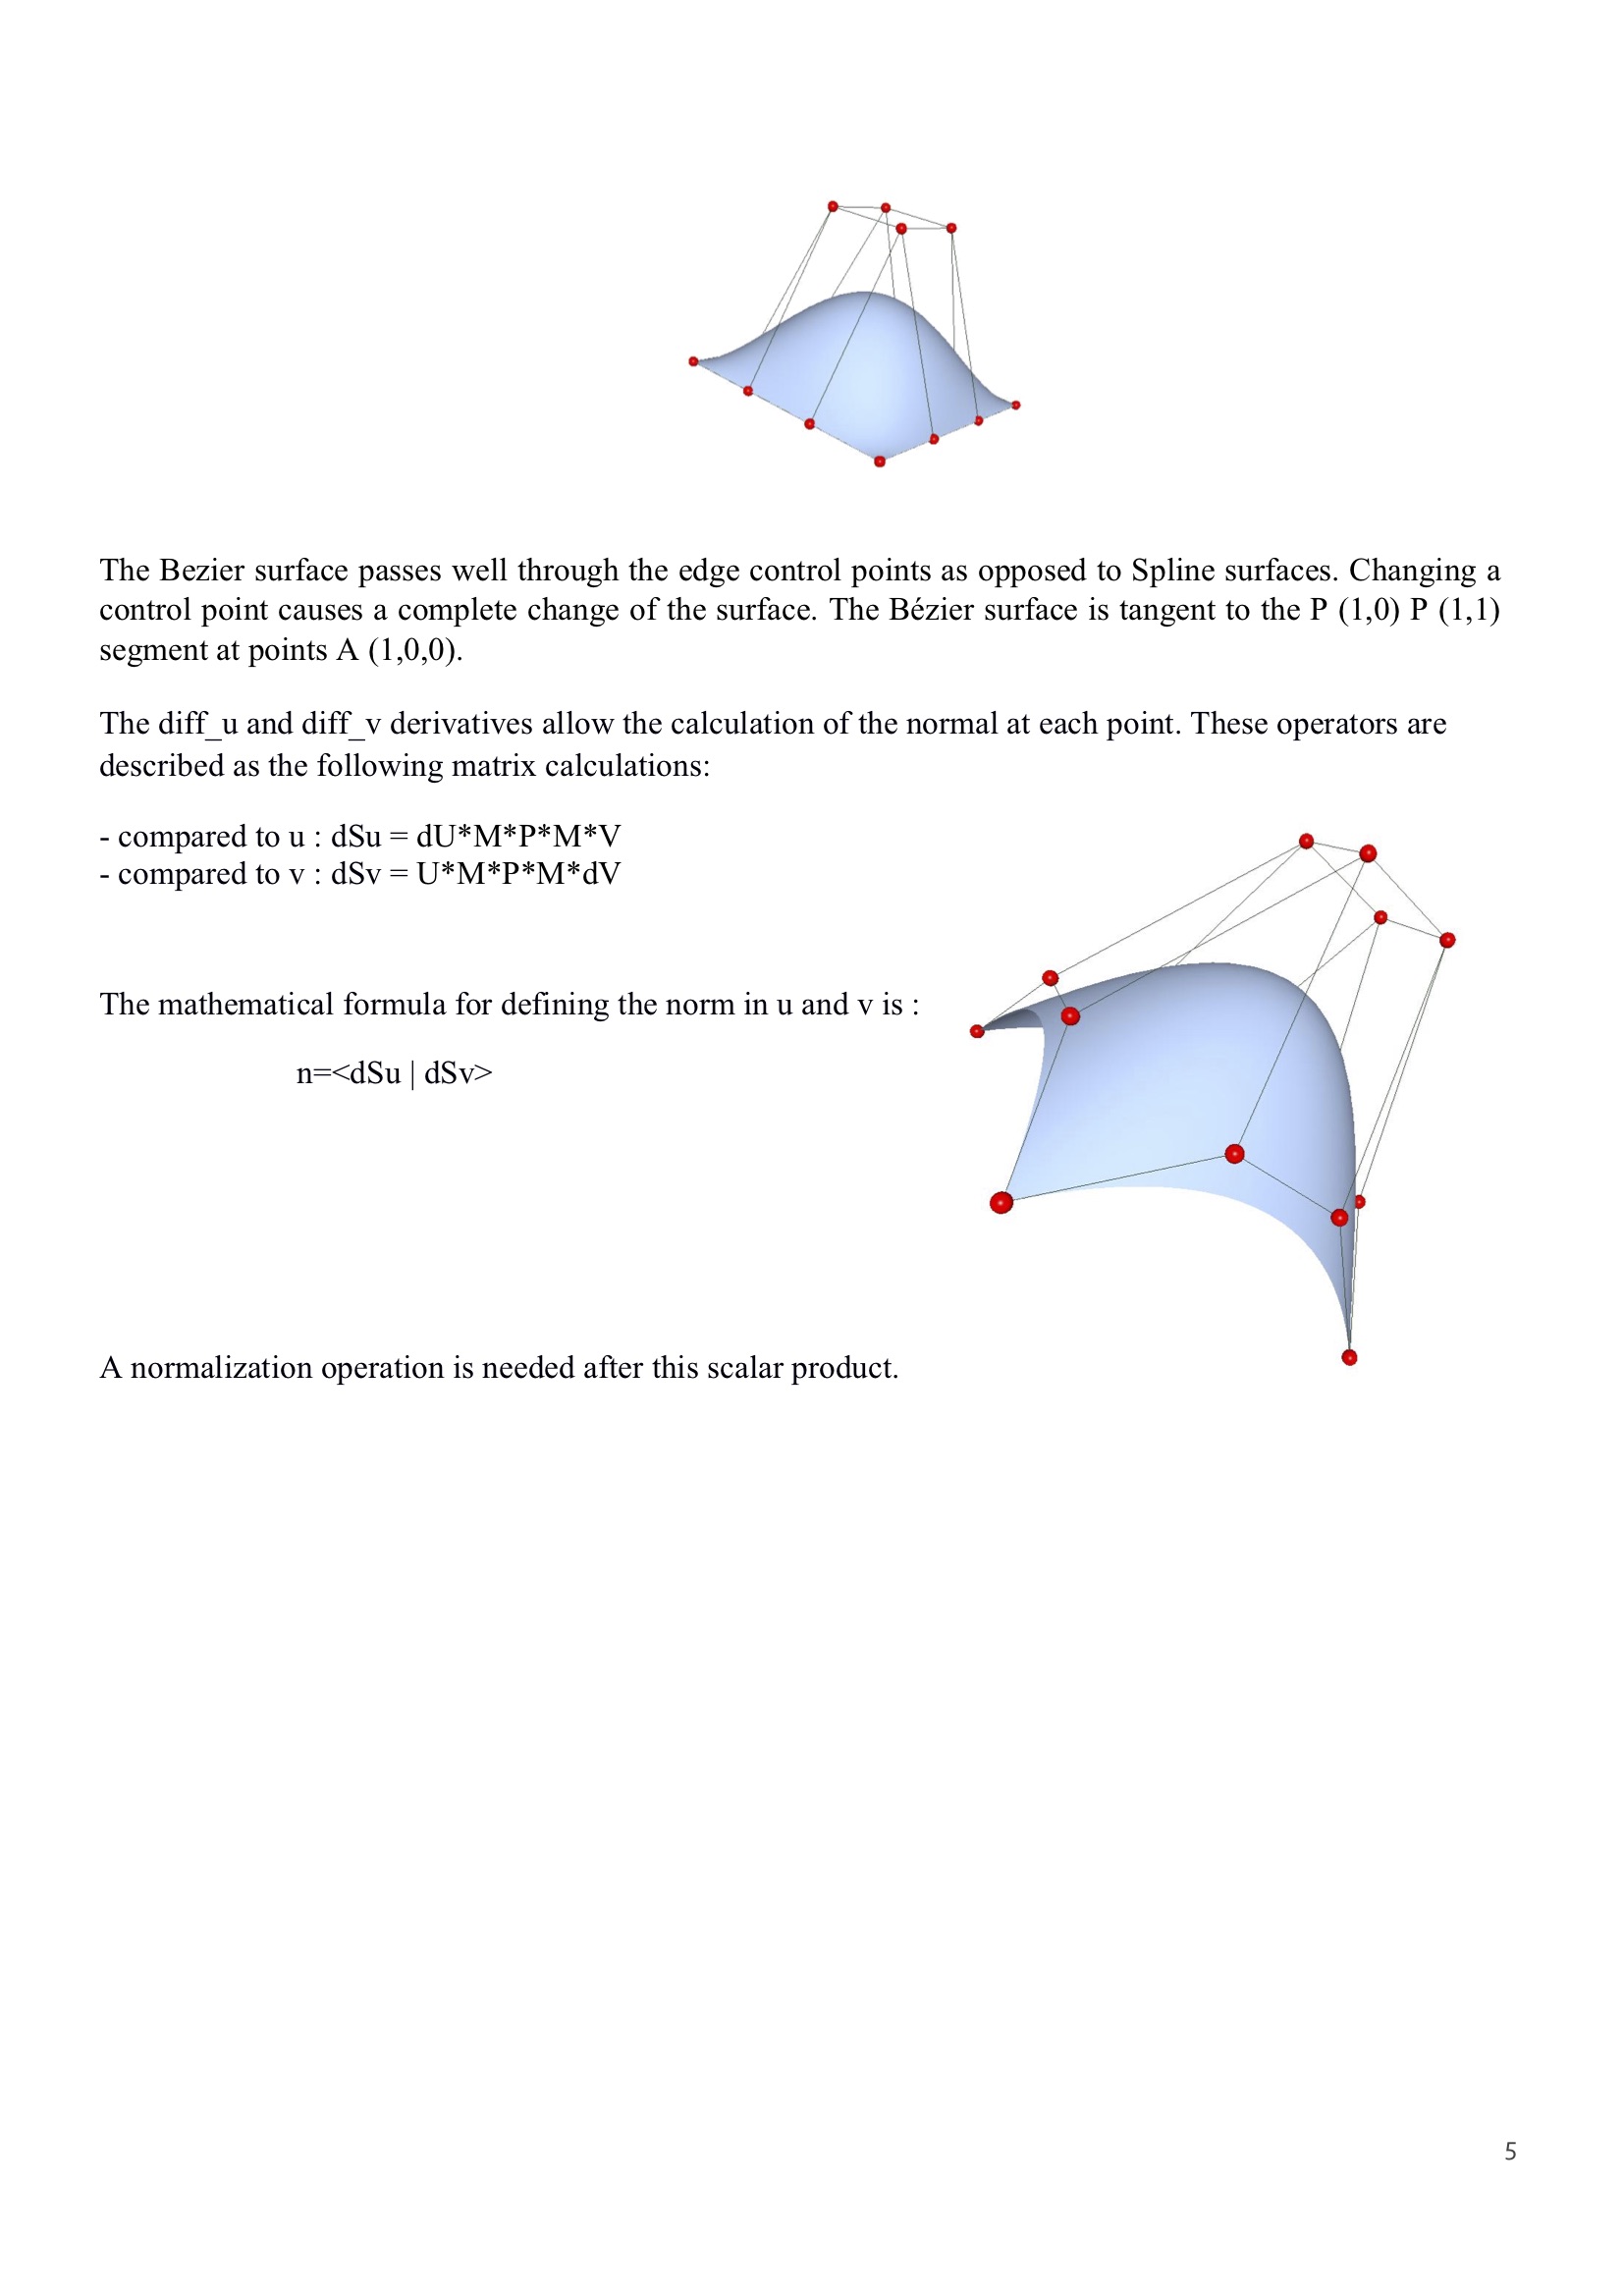 The Bezier surface passes well through the edge control points as opposed to Spline surfaces. Changing a
control point causes a complete change of the surface. The Bézier surface is tangent to the P (1,0) P (1,1)
segment at points A (1,0,0).
The diff_u and diff_v derivatives allow the calculation of the normal at each point. These operators are
described as the following matrix calculations:
- compared to u : dSu = dU*M*P*M*V
- compared to v : dSv = U*M*P*M*dV
The mathematical formula for defining the norm in u and v is :
n=<dSu | dSv>
A normalization operation is needed after this scalar product.
5